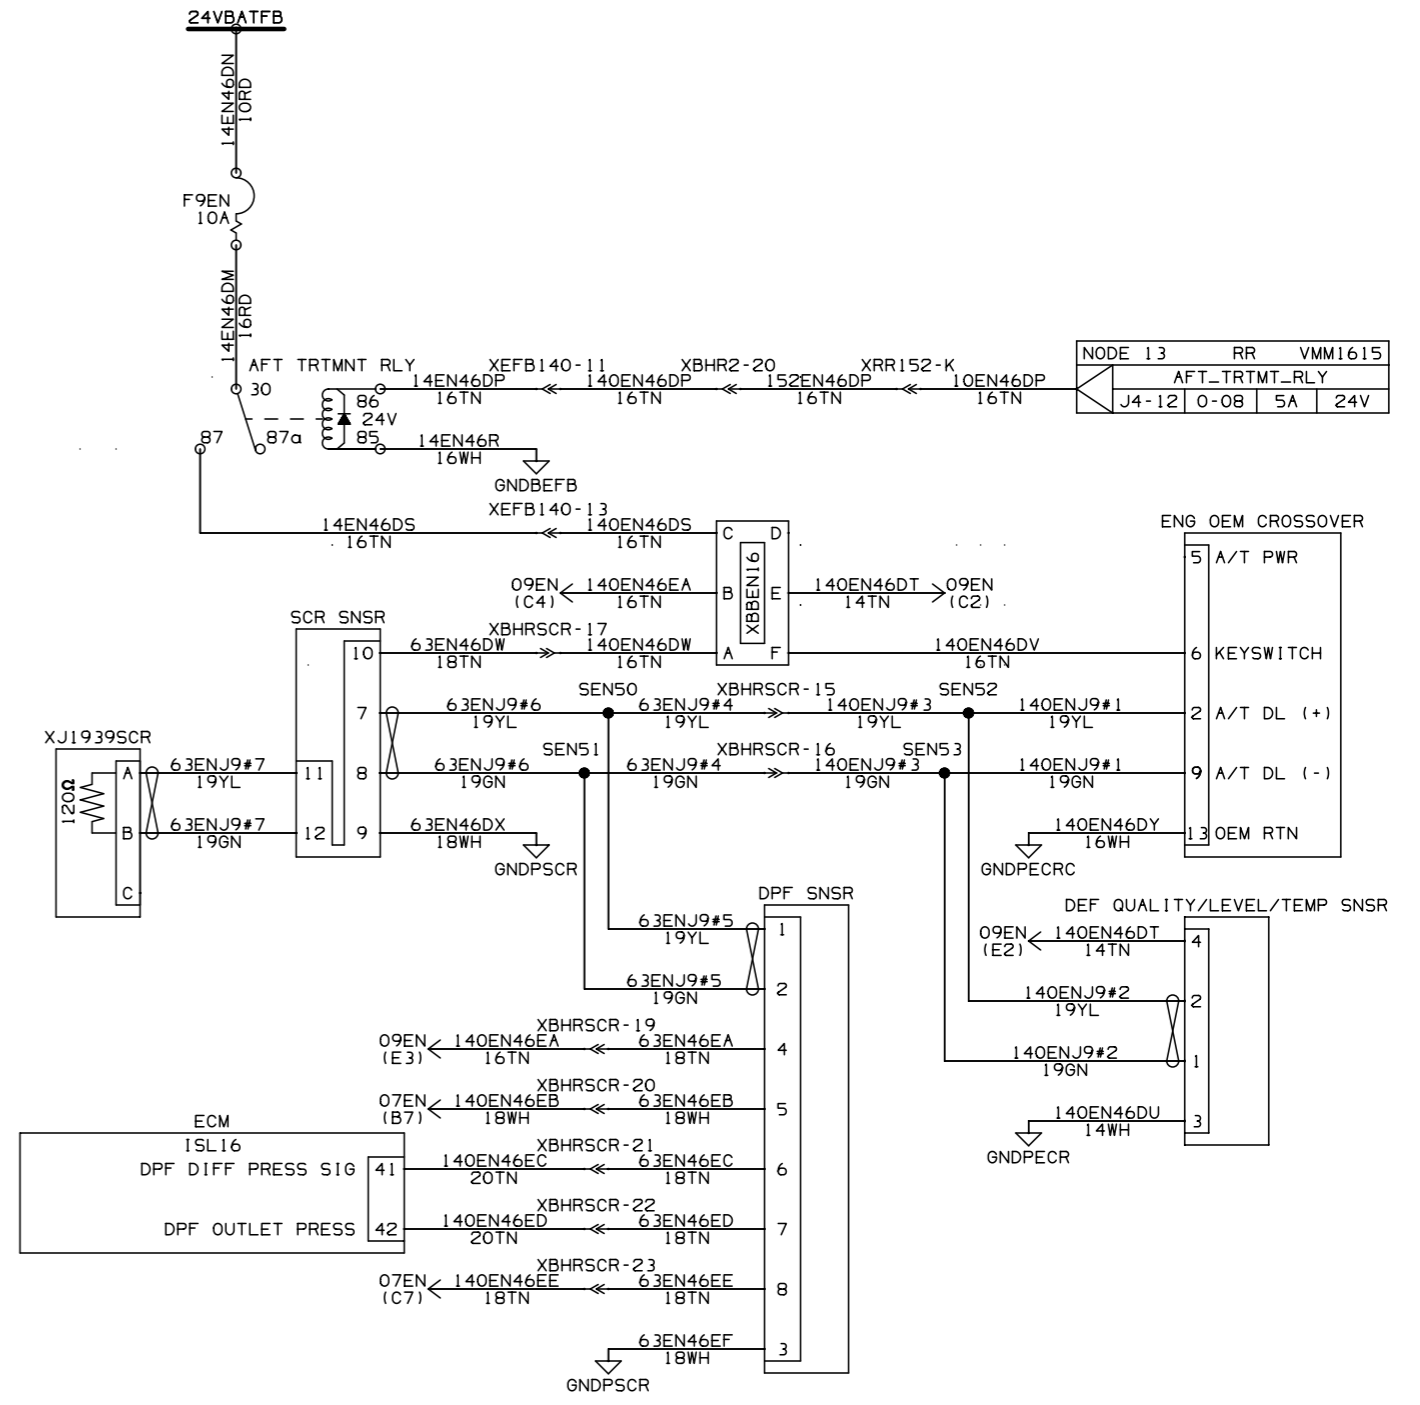 24VBATFB
14EN46DN
10RD
F9EN
10A
14EN46DM
16RD
AFT TRTMNT RLY
30
87
87a
86
24V
85
XEFB140-11
XBHR2-20
XRR152-K
14EN46DP
16TN
140EN46DP
16TN
152EN46DP
16TN
10EN46DP
16TN
NODE 13 RR VMM1615
AFT_TRTMT_RLY
J4-12 O-08 5A 24V
14EN46R
16WH
GNDBEFB
XEFB140-13
14EN46DS
16TN
140EN46DS
16TN
C D
B E
A F
XBBEN16
09EN
(C4)
140EN46EA
16TN
140EN46DT
14TN
09EN
(C2)
ENG OEM CROSSOVER
5 A/T PWR
6 KEYSWITCH
2 A/T DL (+)
9 A/T DL (-)
13 OEM RTN
SCR SNSR
10
7
11 8
12 9
XBHRSCR-17
63EN46DW
18TN
140EN46DW
16TN
140EN46DV
16TN
SEN50
XBHRSCR-15
SEN52
63ENJ9#6
19YL
63ENJ9#4
19YL
140ENJ9#3
19YL
140ENJ9#1
19YL
SEN51
XBHRSCR-16
SEN53
63ENJ9#6
19GN
63ENJ9#4
19GN
140ENJ9#3
19GN
140ENJ9#1
19GN
XJ1939SCR
120Ω
A
B
C
63ENJ9#7
19YL
63ENJ9#7
19GN
63EN46DX
18WH
GNDPSCR
140EN46DY
16WH
GNDPECRC
DPF SNSR
1
2
4
5
6
7
8
3
63ENJ9#5
19YL
63ENJ9#5
19GN
XBHRSCR-19
09EN
(E3)
140EN46EA
16TN
63EN46EA
18TN
XBHRSCR-20
07EN
(B7)
140EN46EB
18WH
63EN46EB
18WH
ECM
ISL16
DPF DIFF PRESS SIG 41
DPF OUTLET PRESS 42
XBHRSCR-21
140EN46EC
20TN
63EN46EC
18TN
XBHRSCR-22
140EN46ED
20TN
63EN46ED
18TN
XBHRSCR-23
07EN
(C7)
140EN46EE
18TN
63EN46EE
18TN
63EN46EF
18WH
GNDPSCR
DEF QUALITY/LEVEL/TEMP SNSR
4
2
1
3
09EN
(E2)
140EN46DT
14TN
140ENJ9#2
19YL
140ENJ9#2
19GN
140EN46DU
14WH
GNDPECR